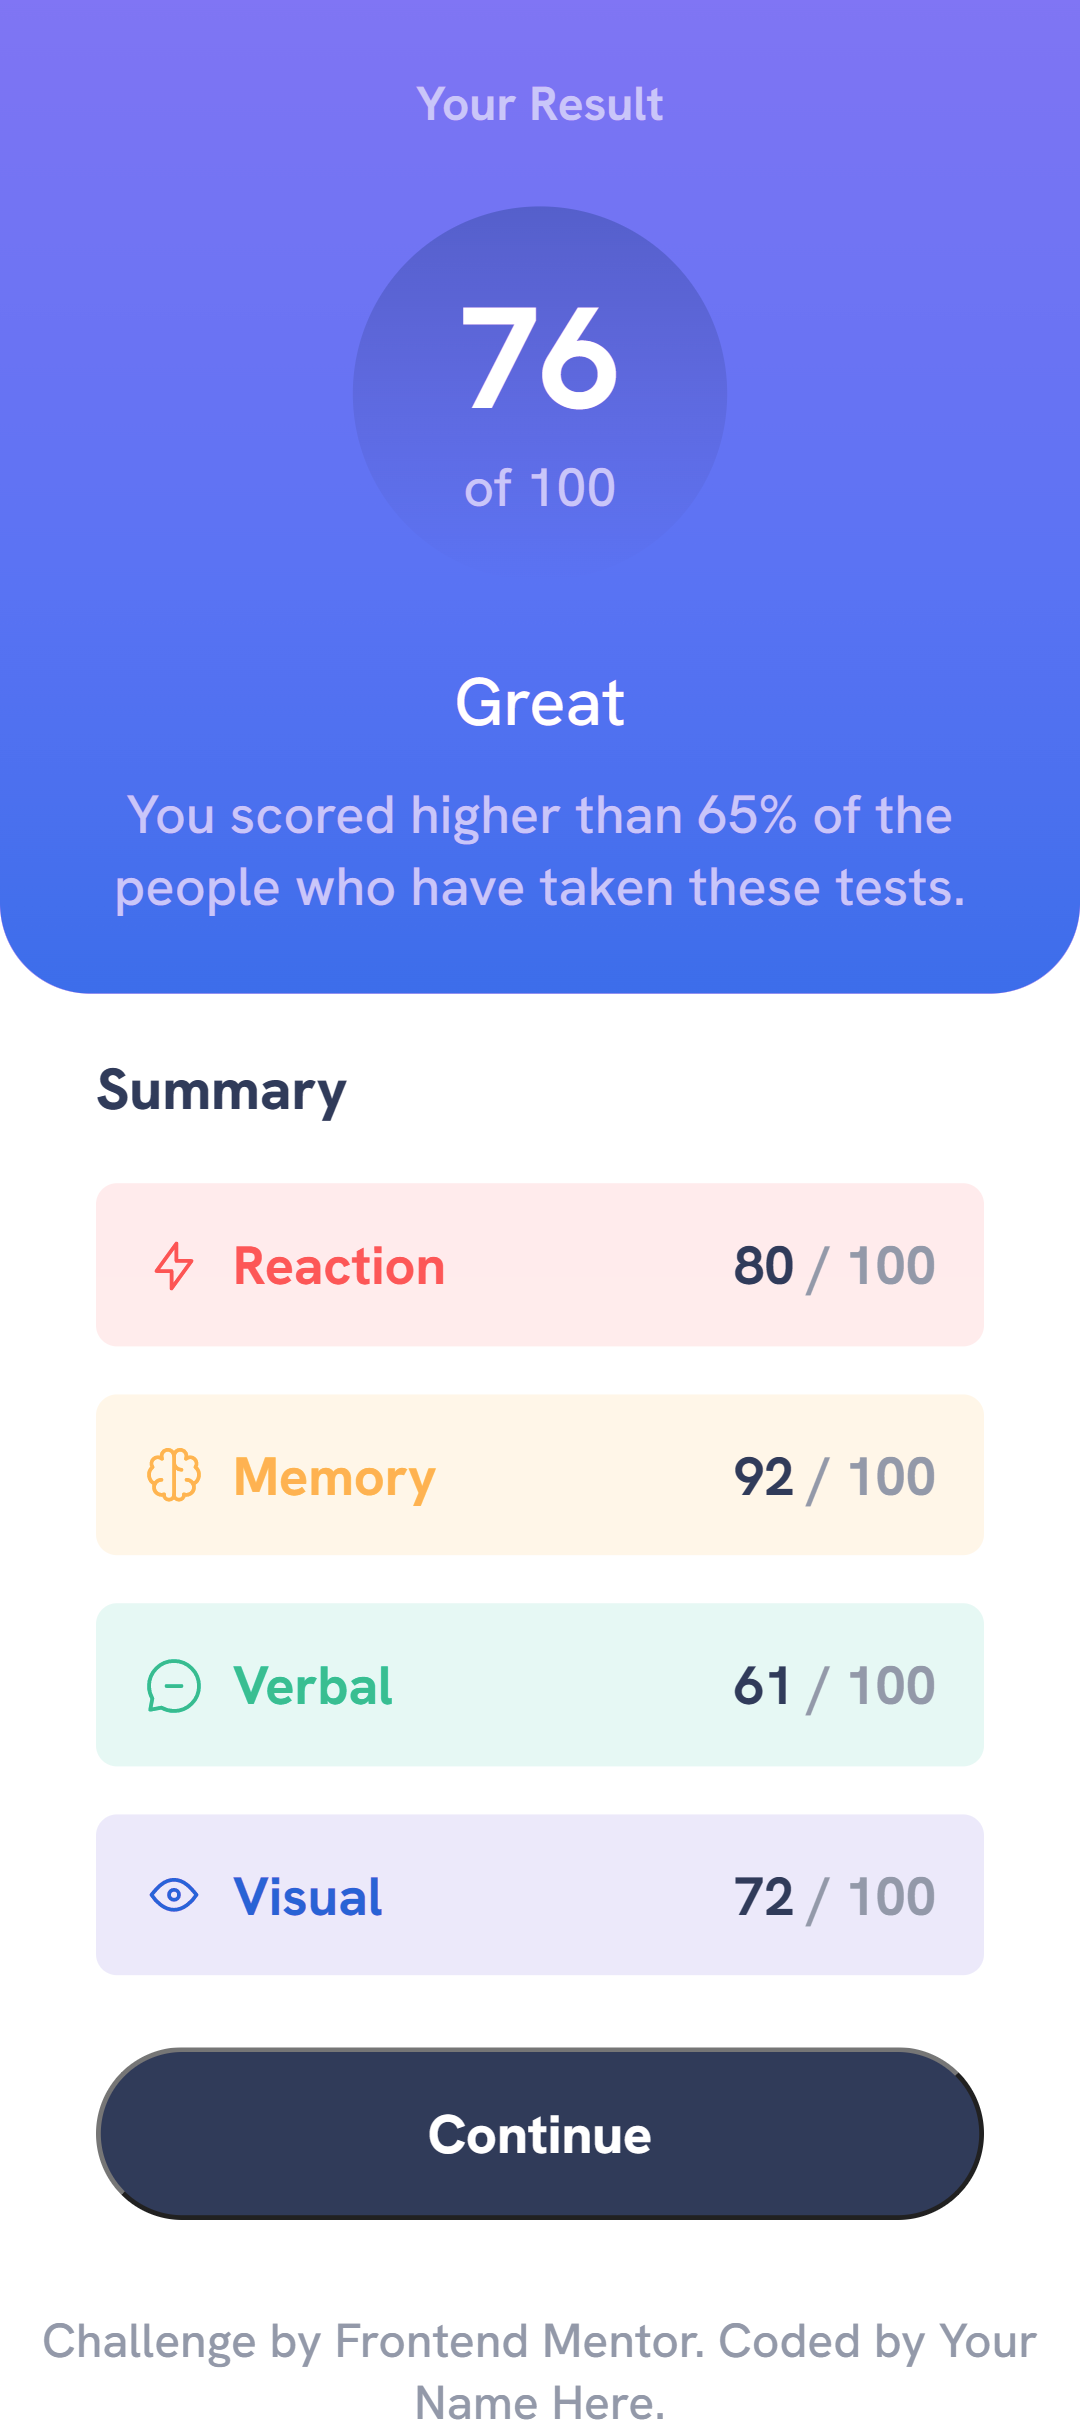 Your Result
76
of 100
Great
You scored higher than 65% of the
people who have taken these tests.
Summary
Reaction 80 / 100
Memory 92 / 100
Verbal 61 / 100
Visual 72 / 100
Continue
Challenge by Frontend Mentor. Coded by Your
Name Here.